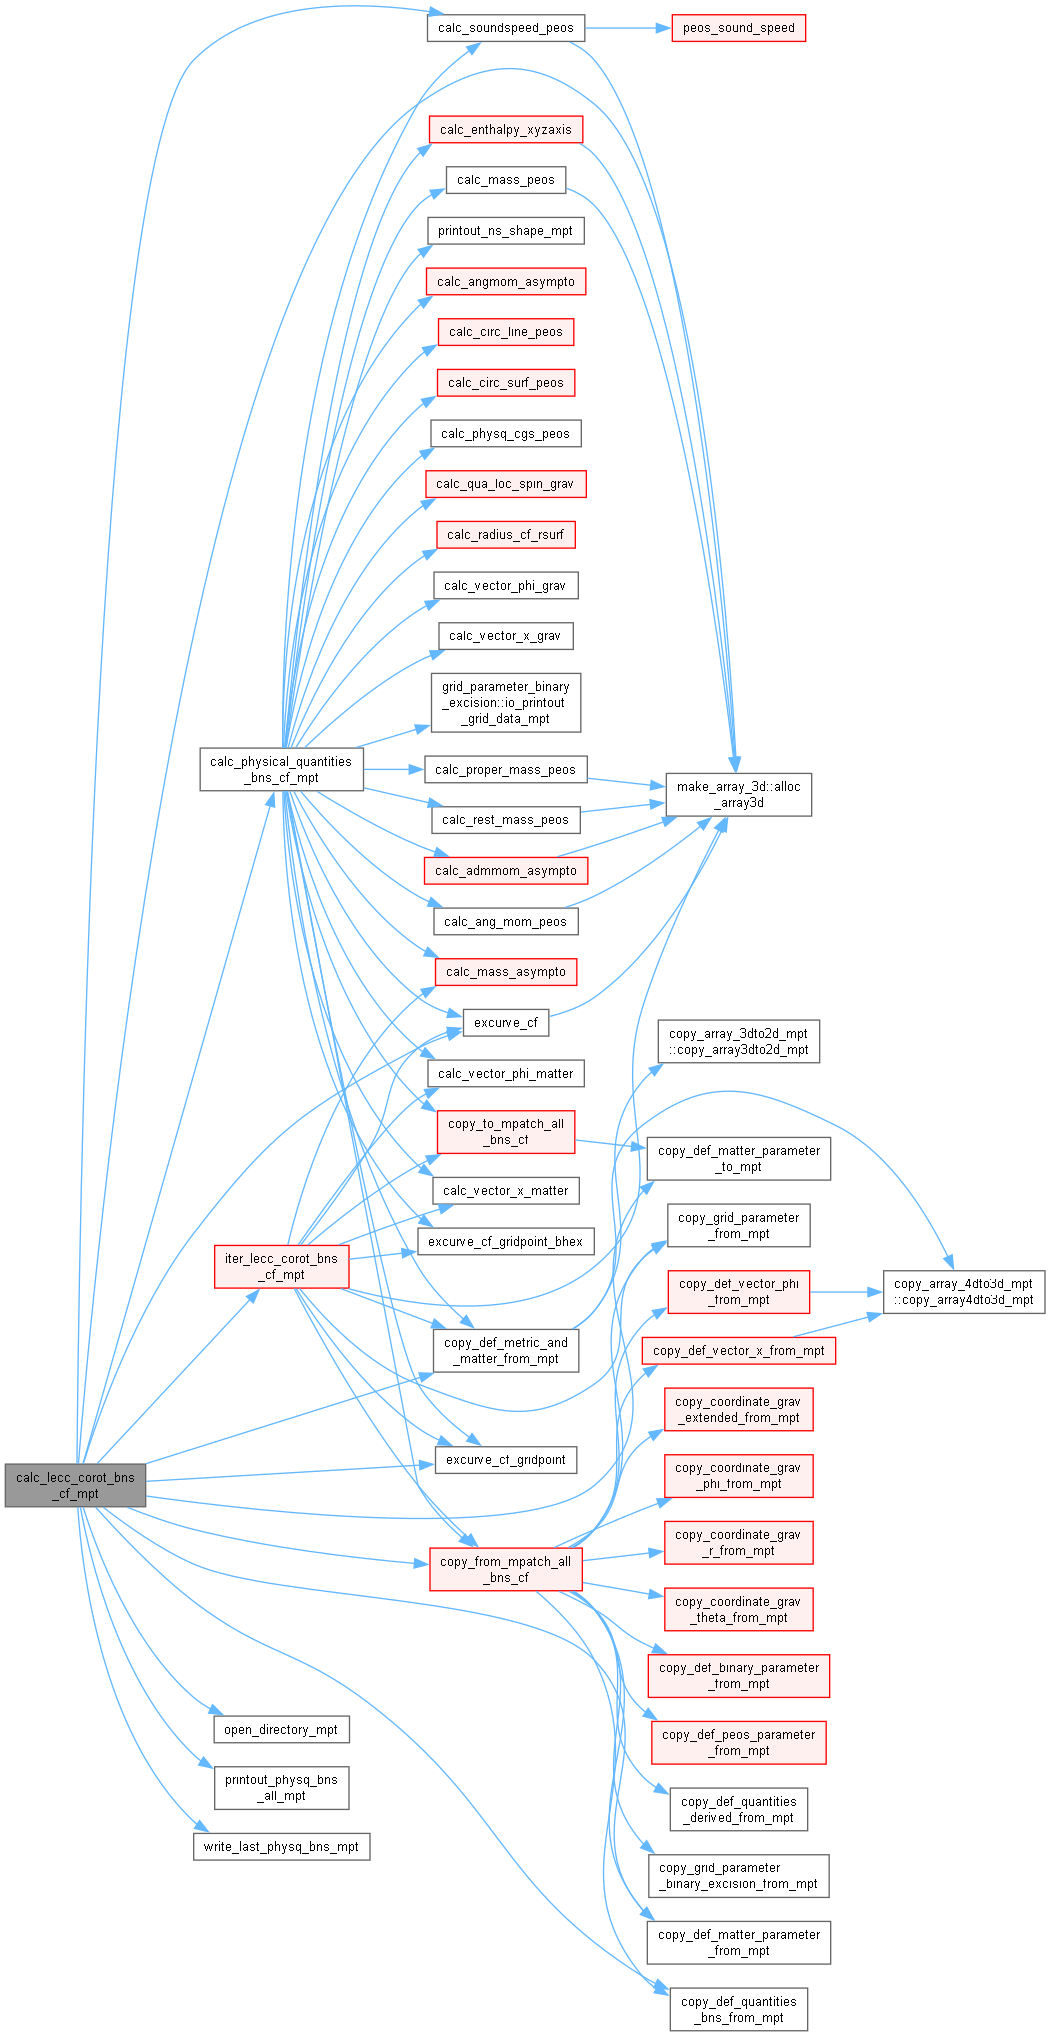 calc_soundspeed_peos
peos_sound_speed
calc_enthalpy_xyzaxis
calc_mass_peos
printout_ns_shape_mpt
calc_angmom_asympto
calc_circ_line_peos
calc_circ_surf_peos
calc_physq_cgs_peos
calc_qua_loc_spin_grav
calc_radius_cf_rsurf
calc_vector_phi_grav
calc_vector_x_grav
grid_parameter_binary
_excision::io_printout
_grid_data_mpt
calc_physical_quantities
_bns_cf_mpt
calc_proper_mass_peos
make_array_3d::alloc
_array3d
calc_rest_mass_peos
calc_admmom_asympto
calc_ang_mom_peos
calc_mass_asympto
excurve_cf
copy_array_3dto2d_mpt
::copy_array3dto2d_mpt
calc_vector_phi_matter
copy_to_mpatch_all
_bns_cf
copy_def_matter_parameter
_to_mpt
calc_vector_x_matter
copy_grid_parameter
_from_mpt
excurve_cf_gridpoint_bhex
iter_lecc_corot_bns
_cf_mpt
copy_def_vector_phi
_from_mpt
copy_array_4dto3d_mpt
::copy_array4dto3d_mpt
copy_def_metric_and
_matter_from_mpt
copy_def_vector_x_from_mpt
copy_coordinate_grav
_extended_from_mpt
excurve_cf_gridpoint
calc_lecc_corot_bns
_cf_mpt
copy_coordinate_grav
_phi_from_mpt
copy_from_mpatch_all
_bns_cf
copy_coordinate_grav
_r_from_mpt
copy_coordinate_grav
_theta_from_mpt
copy_def_binary_parameter
_from_mpt
open_directory_mpt
copy_def_peos_parameter
_from_mpt
printout_physq_bns
_all_mpt
copy_def_quantities
_derived_from_mpt
write_last_physq_bns_mpt
copy_grid_parameter
_binary_excision_from_mpt
copy_def_matter_parameter
_from_mpt
copy_def_quantities
_bns_from_mpt